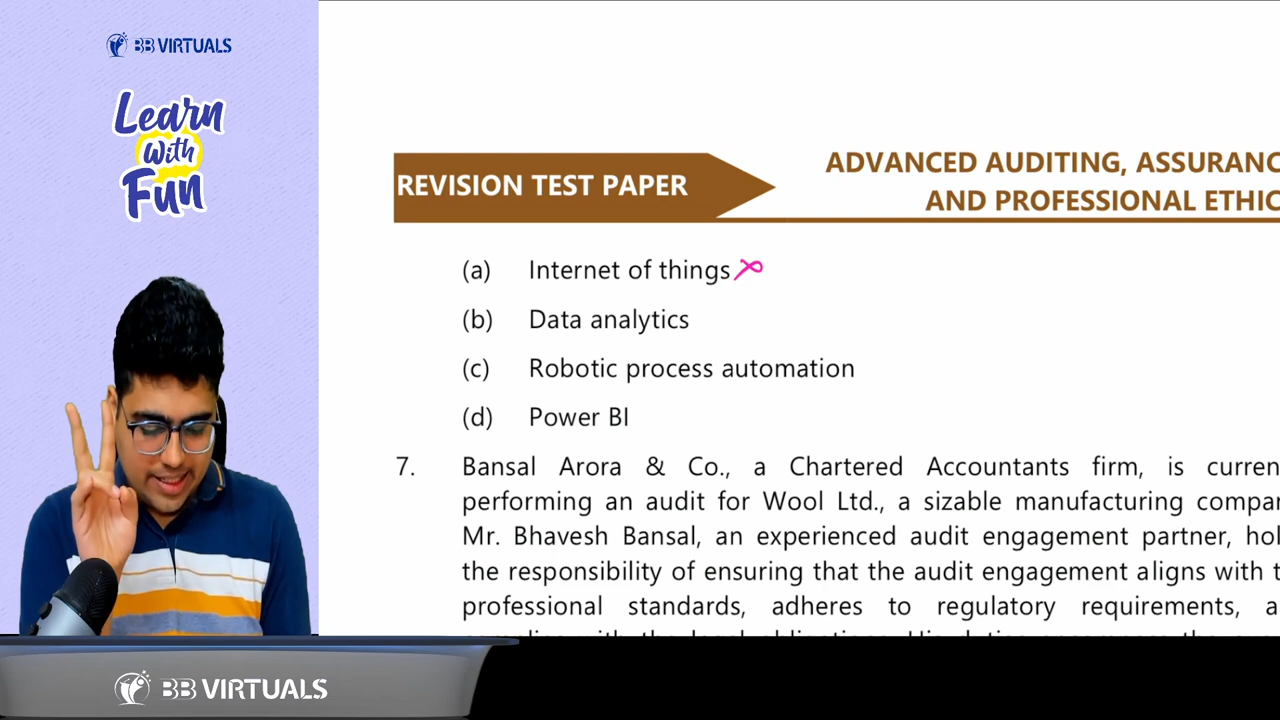 BB VIRTUALS
Learn
With
Fun
REVISION TEST PAPER
ADVANCED AUDITING, ASSURANC
AND PROFESSIONAL ETHIC
(a) Internet of things
(b) Data analytics
(c) Robotic process automation
(d) Power BI
7. Bansal Arora & Co., a Chartered Accountants firm, is curren
performing an audit for Wool Ltd., a sizable manufacturing compan
Mr. Bhavesh Bansal, an experienced audit engagement partner, hol
the responsibility of ensuring that the audit engagement aligns with t
professional standards, adheres to regulatory requirements, a
BB VIRTUALS